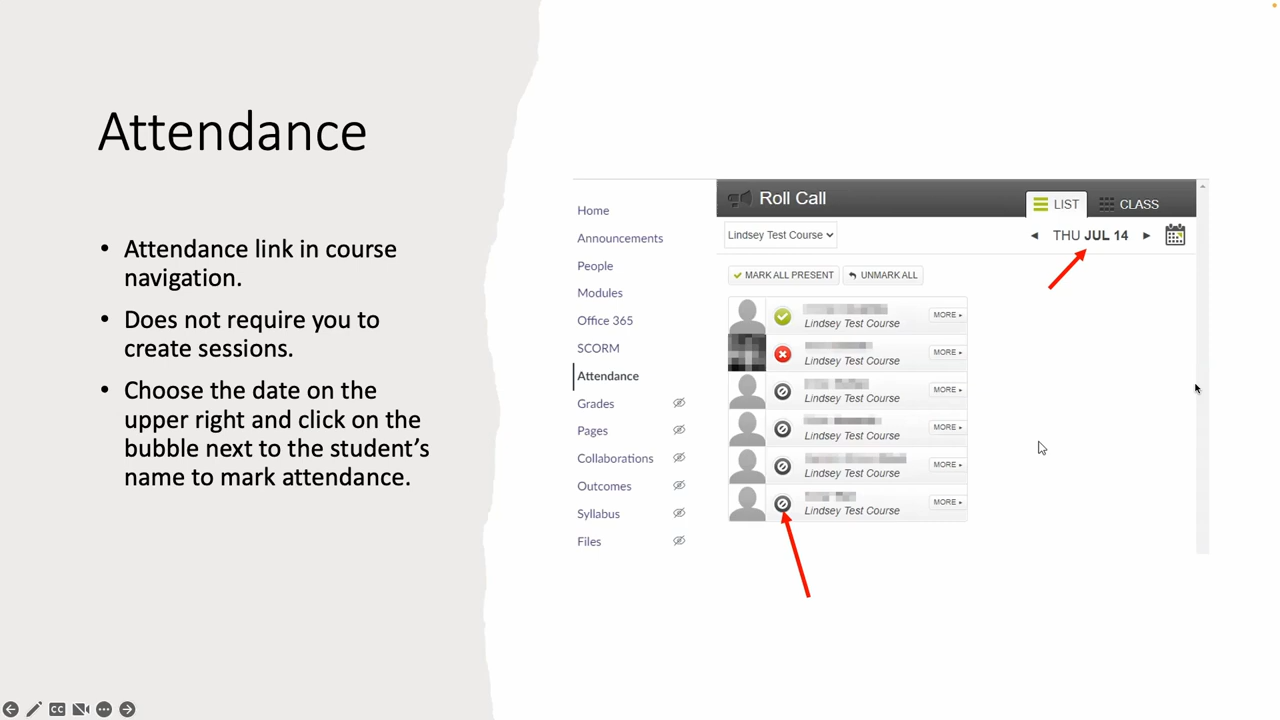 Attendance
• Attendance link in course
navigation.
• Does not require you to
create sessions.
• Choose the date on the
upper right and click on the
bubble next to the student’s
name to mark attendance.
Home
Announcements
People
Modules
Office 365
SCORM
Attendance
Grades
Pages
Collaborations
Outcomes
Syllabus
Files
Roll Call
LIST
CLASS
Lindsey Test Course
THU JUL 14
MARK ALL PRESENT
UNMARK ALL
Lindsey Test Course
MORE
Lindsey Test Course
MORE
Lindsey Test Course
MORE
Lindsey Test Course
MORE
Lindsey Test Course
MORE
Lindsey Test Course
MORE
CC